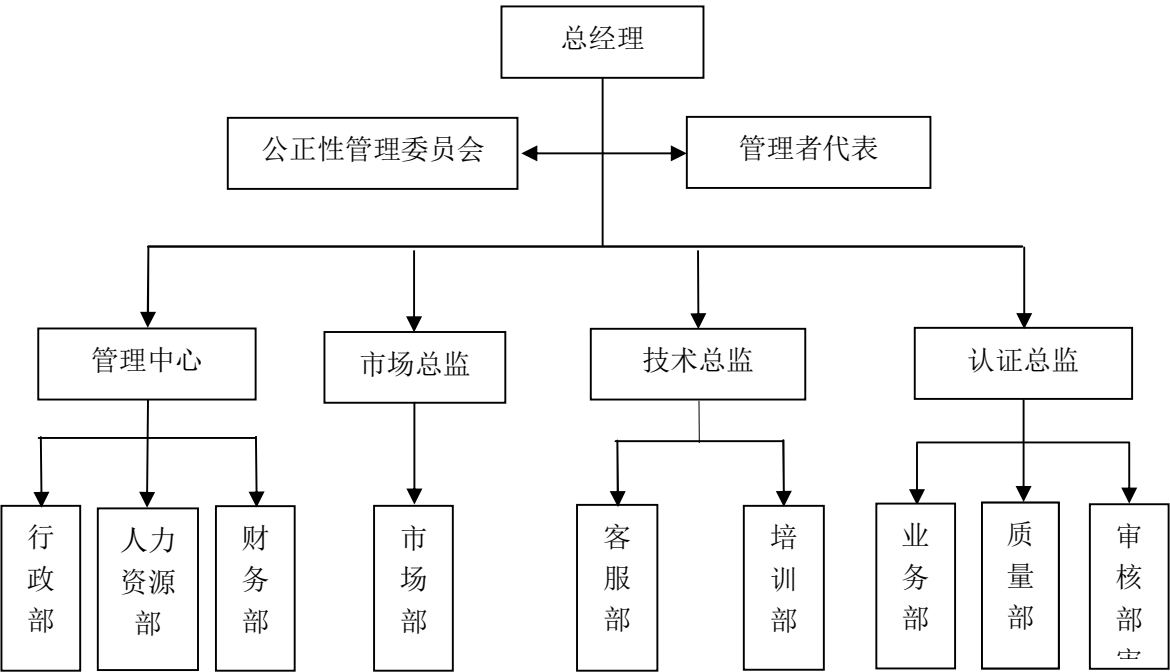 总经理
公正性管理委员会
管理者代表
管理中心
市场总监
技术总监
认证总监
行政部
人力资源部
财务部
市场部
客服部
培训部
业务部
质量部
审核部